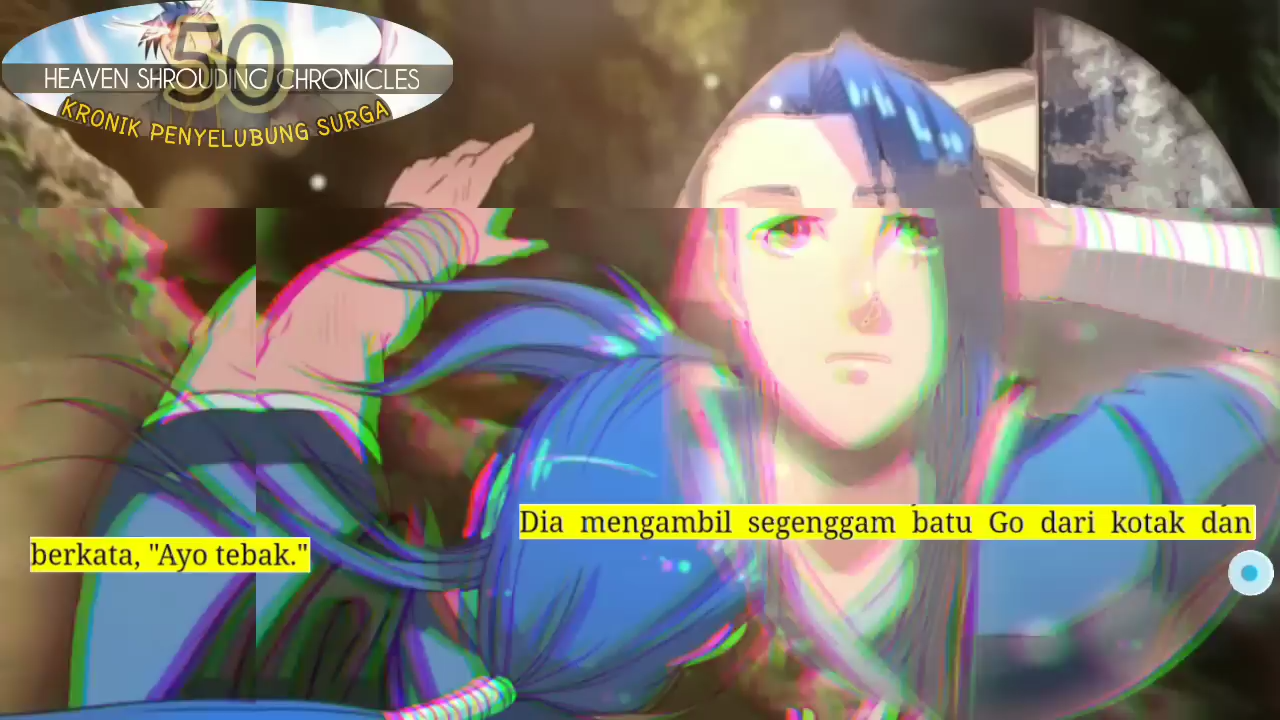 50
HEAVEN SHROUDING CHRONICLES
KRONIK PENYELUBUNG SURGA
Dia mengambil segenggam batu Go dari kotak dan
berkata, "Ayo tebak."